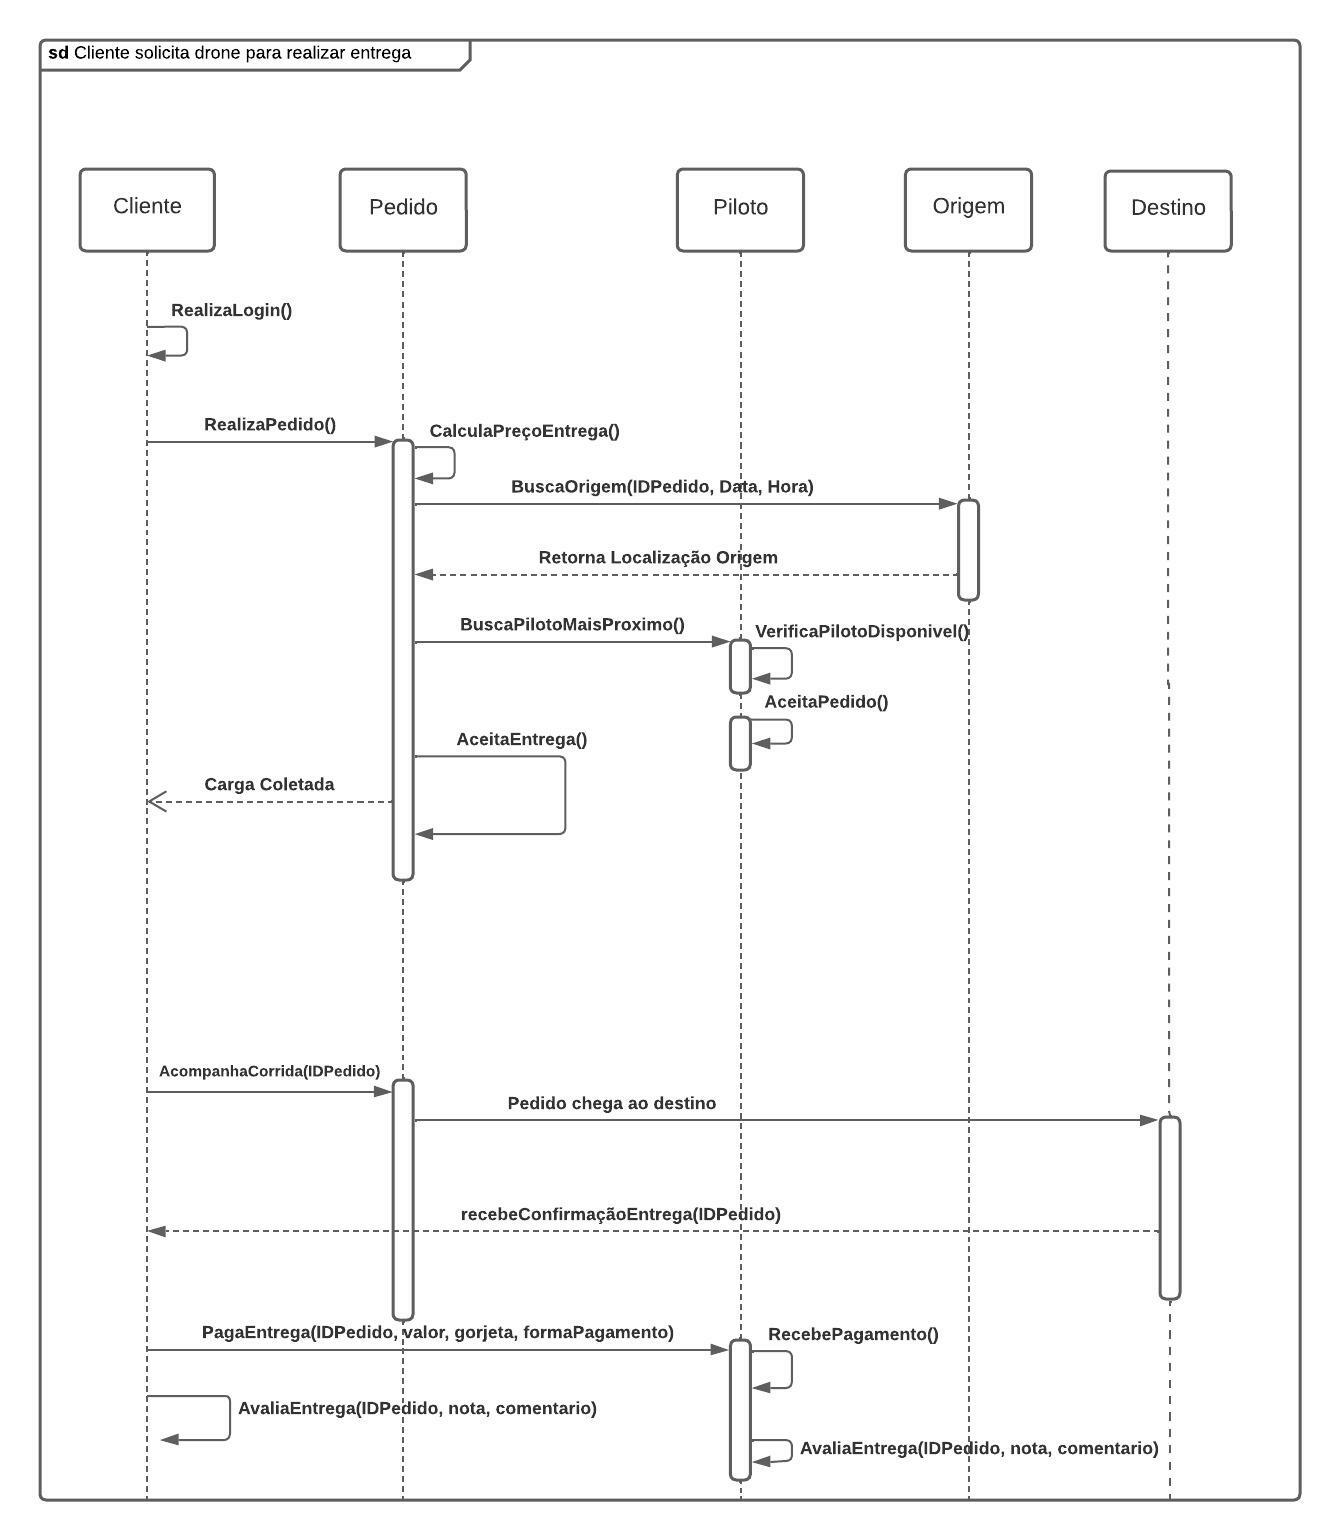 sd Cliente solicita drone para realizar entrega
Cliente
Pedido
Piloto
Origem
Destino
RealizaLogin()
RealizaPedido()
CalculaPreçoEntrega()
BuscaOrigem(IDPedido, Data, Hora)
Retorna Localização Origem
BuscaPilotoMaisProximo()
VerificaPilotoDisponivel()
AceitaPedido()
AceitaEntrega()
Carga Coletada
AcompanhaCorrida(IDPedido)
Pedido chega ao destino
recebeConfirmaçãoEntrega(IDPedido)
PagaEntrega(IDPedido, valor, gorjeta, formaPagamento)
RecebePagamento()
AvaliaEntrega(IDPedido, nota, comentario)
AvaliaEntrega(IDPedido, nota, comentario)